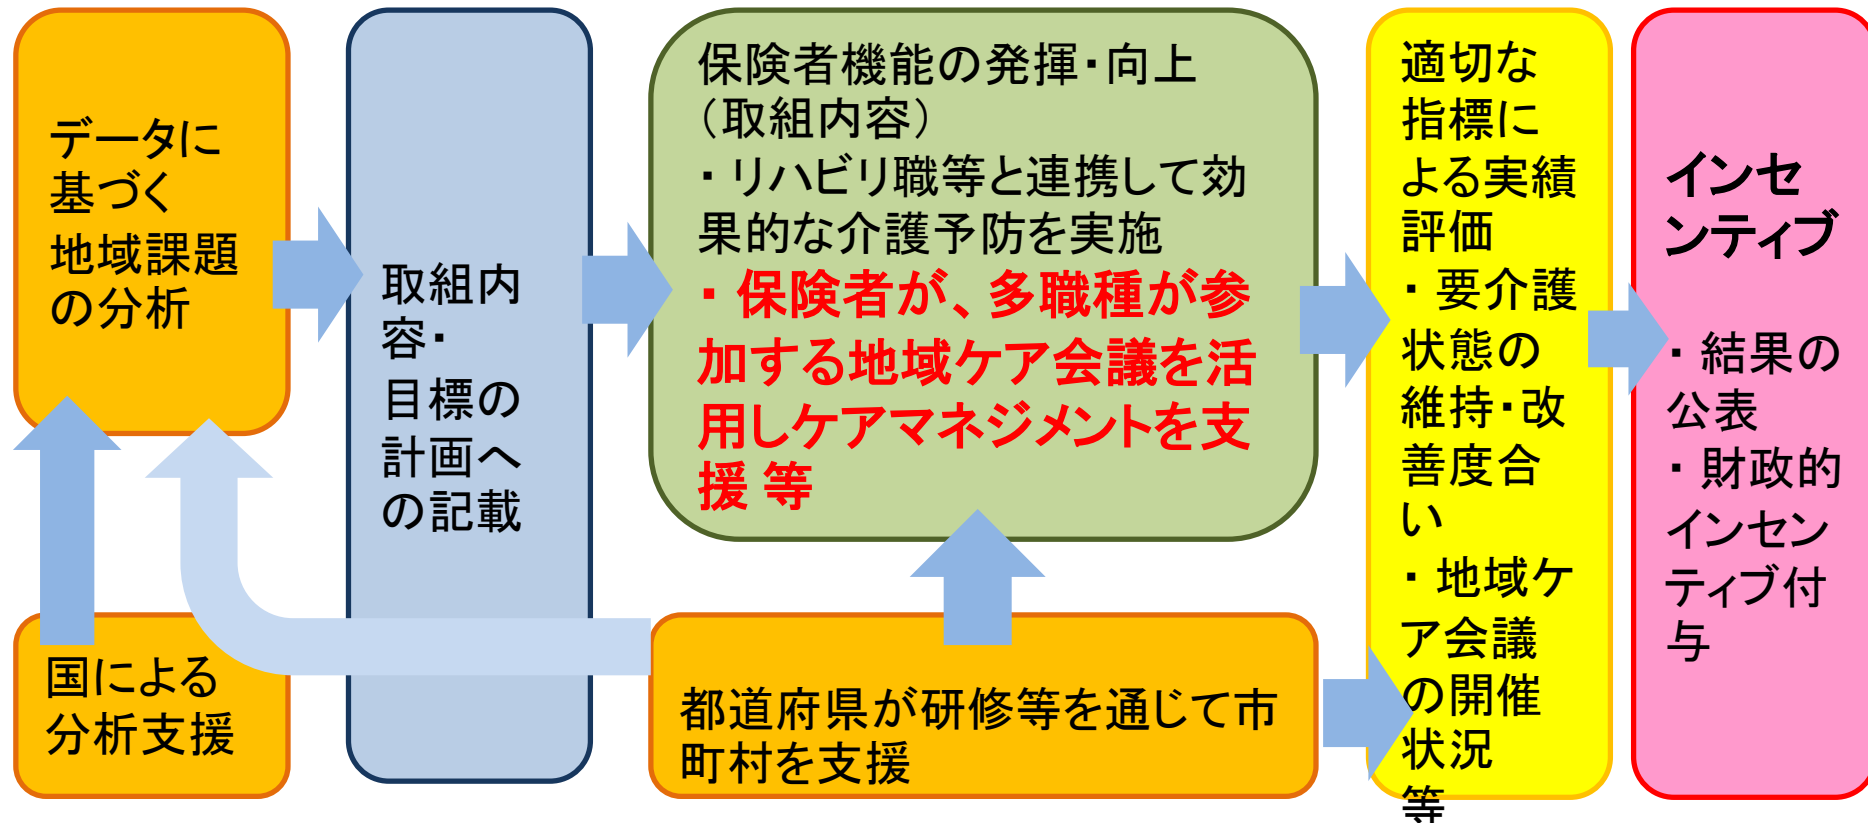 データに
基づく
地域課題
の分析
国による
分析支援
取組内
容・
目標の
計画へ
の記載
保険者機能の発揮・向上
（取組内容）
・リハビリ職等と連携して効
果的な介護予防を実施
・保険者が、多職種が参
加する地域ケア会議を活
用しケアマネジメントを支
援 等
都道府県が研修等を通じて市
町村を支援
適切な
指標に
よる実績
評価
・要介護
状態の
維持・改
善度合
い
・地域ケ
ア会議
の開催
状況
等
インセ
ンティブ
・結果の
公表
・財政的
インセン
ティブ付
与